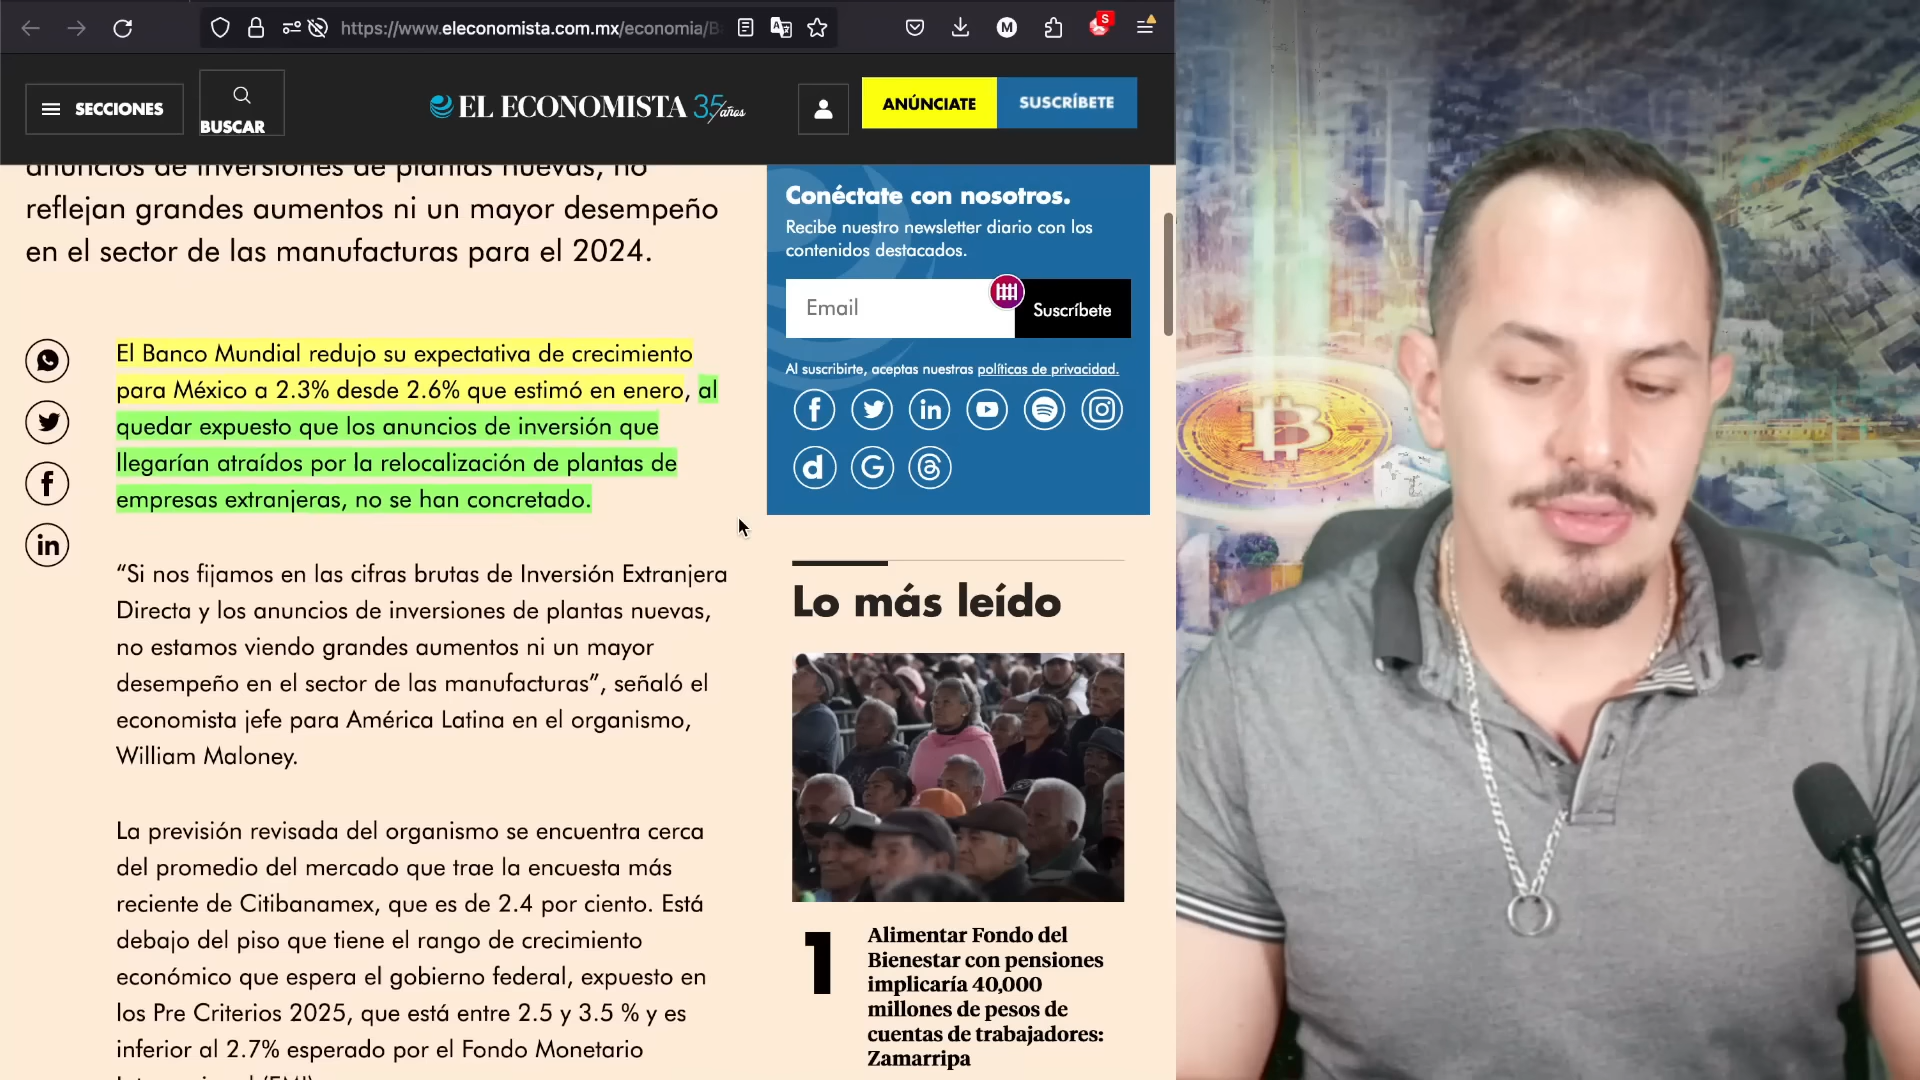 https://www.eleconomista.com.mx/economia/B
M
S
SECCIONES
BUSCAR
EL ECONOMISTA 35 años
ANÚNCIATE
SUSCRÍBETE
anuncios de inversiones de plantas nuevas, no
reflejan grandes aumentos ni un mayor desempeño
en el sector de las manufacturas para el 2024.
El Banco Mundial redujo su expectativa de crecimiento
para México a 2.3% desde 2.6% que estimó en enero, al
quedar expuesto que los anuncios de inversión que
llegarían atraídos por la relocalización de plantas de
empresas extranjeras, no se han concretado.
“Si nos fijamos en las cifras brutas de Inversión Extranjera
Directa y los anuncios de inversiones de plantas nuevas,
no estamos viendo grandes aumentos ni un mayor
desempeño en el sector de las manufacturas”, señaló el
economista jefe para América Latina en el organismo,
William Maloney.
La previsión revisada del organismo se encuentra cerca
del promedio del mercado que trae la encuesta más
reciente de Citibanamex, que es de 2.4 por ciento. Está
debajo del piso que tiene el rango de crecimiento
económico que espera el gobierno federal, expuesto en
los Pre Criterios 2025, que está entre 2.5 y 3.5 % y es
inferior al 2.7% esperado por el Fondo Monetario
Conéctate con nosotros.
Recibe nuestro newsletter diario con los
contenidos destacados.
Email
Suscríbete
Al suscribirte, aceptas nuestras políticas de privacidad.
Lo más leído
1
Alimentar Fondo del
Bienestar con pensiones
implicaría 40,000
millones de pesos de
cuentas de trabajadores:
Zamarripa